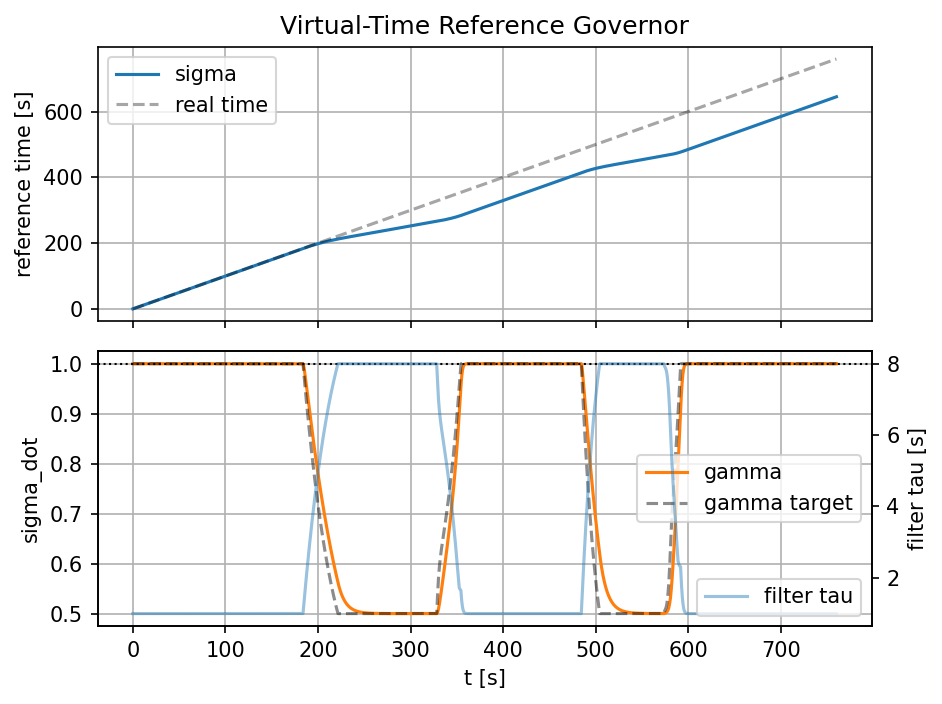 Virtual-Time Reference Governor
reference time [s]
600
400
200
0
sigma
real time
sigma_dot
1.0
0.9
0.8
0.7
0.6
0.5
gamma
gamma target
filter tau
8
6
4
2
filter tau [s]
0
100
200
300
400
500
600
700
t [s]